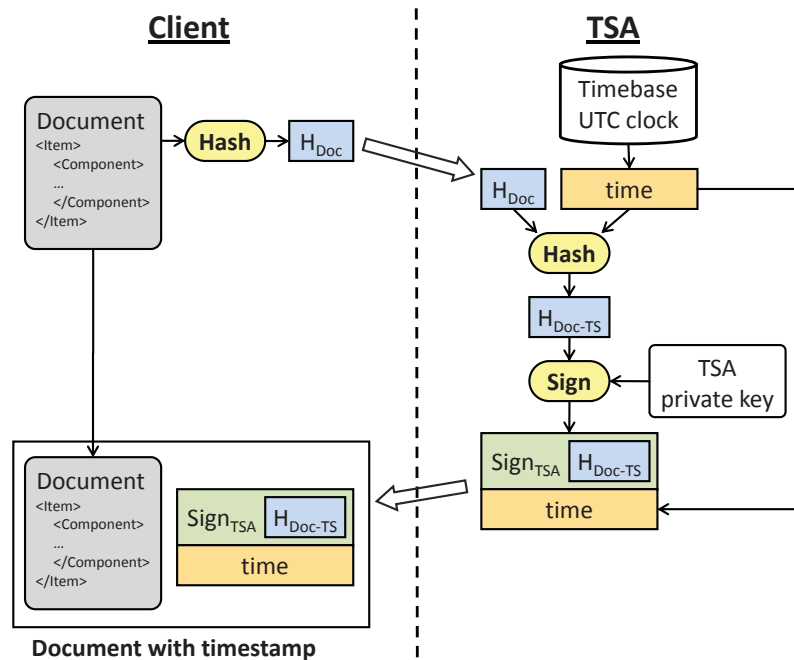 Client
TSA
Document
<Item>
<Component>
...
</Component>
</Item>
Hash
H_Doc
Timebase
UTC clock
H_Doc
time
Hash
H_Doc-TS
Sign
TSA
private key
Sign_TSA H_Doc-TS
time
Document
<Item>
<Component>
...
</Component>
</Item>
Sign_TSA H_Doc-TS
time
Document with timestamp